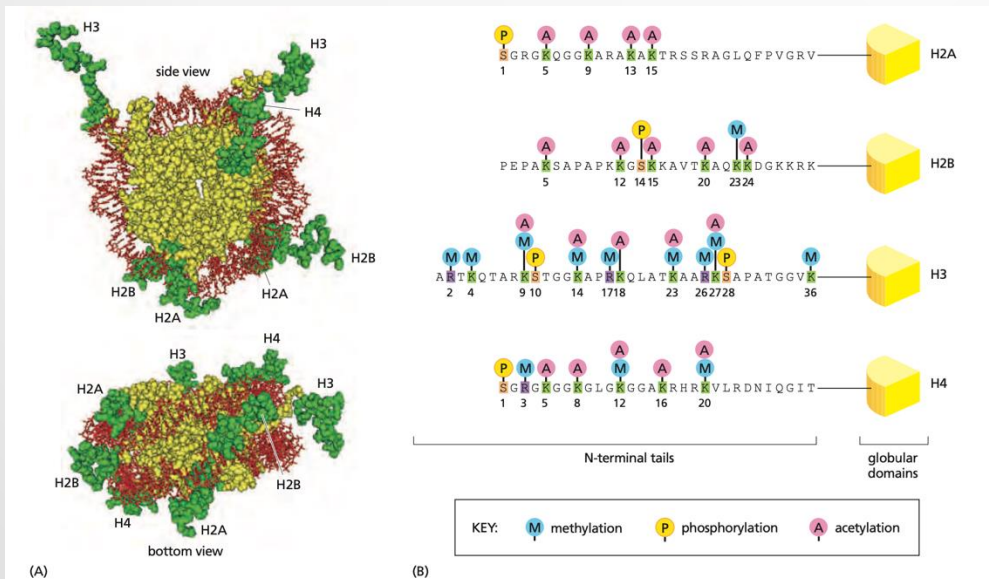 H3
H3
side view
H4
H2B
H2B
H2A
H2A
H4
H3
H2A
H3
H2B
H2B
H4
H2A
bottom view
(A)
P A A A A
SGRGKQGGKARAKAKTRSSRAGLQFPVGRV H2A
1 5 9 13 15
P M
A A A A A
PEPAKSAPAPKKGSKKAVTKAQKKDGKKRK H2B
5 12 14 15 20 23 24
A A
A M A A M
M M P M M M M P M
ARTKQTARKSTGGKAPRKQLATKAARKSAPATGGVK H3
2 4 9 10 14 17 18 23 26 27 28 36
A A
P M A A M A M
SGRGKGGKGLGKGGAKRHRKVLRDNIQGIT H4
1 3 5 8 12 16 20
N-terminal tails
globular
domains
KEY: M methylation P phosphorylation A acetylation
(B)